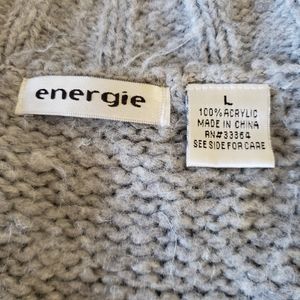 energie
L
100% ACRYLIC
MADE IN CHINA
RN#33364
SEE SIDE FOR CARE